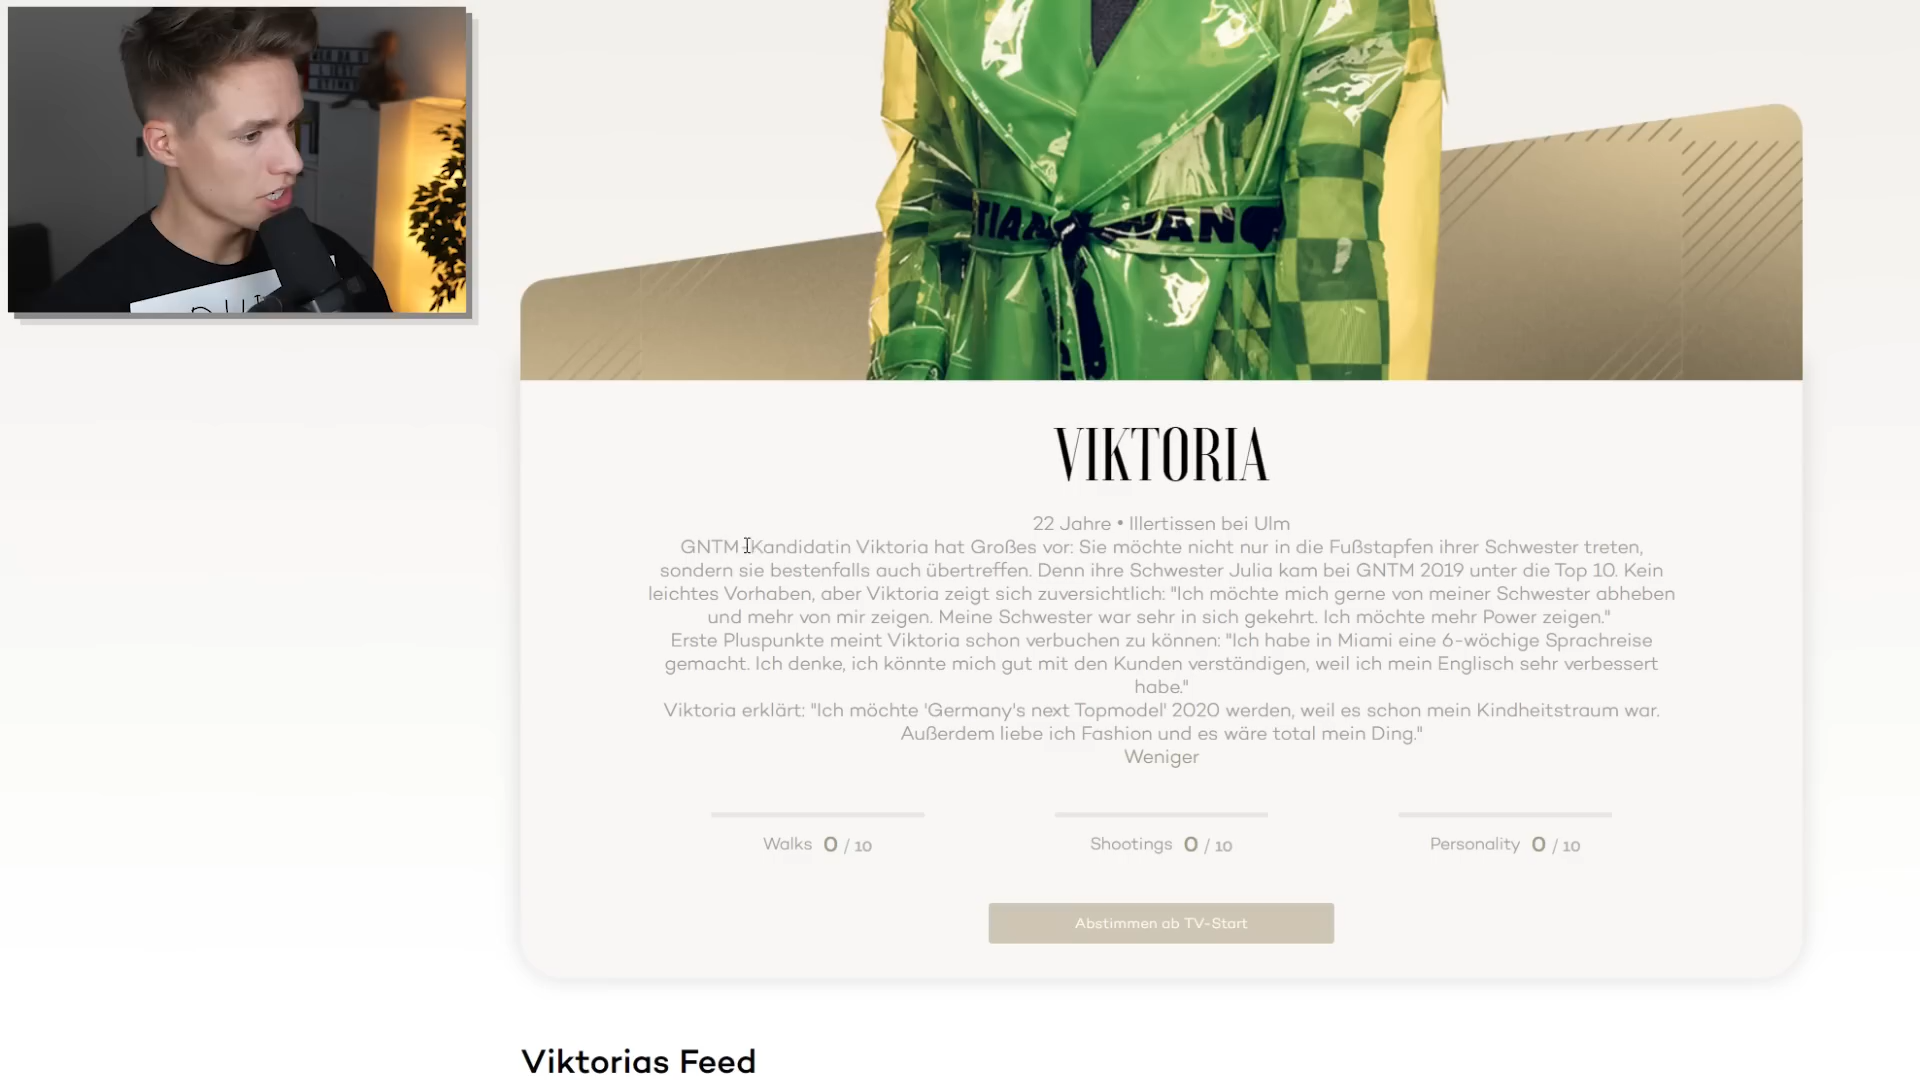 VIKTORIA
22 Jahre • Illertissen bei Ulm
GNTM-Kandidatin Viktoria hat Großes vor: Sie möchte nicht nur in die Fußstapfen ihrer Schwester treten,
sondern sie bestenfalls auch übertreffen. Denn ihre Schwester Julia kam bei GNTM 2019 unter die Top 10. Kein
leichtes Vorhaben, aber Viktoria zeigt sich zuversichtlich: "Ich möchte mich gerne von meiner Schwester abheben
und mehr von mir zeigen. Meine Schwester war sehr in sich gekehrt. Ich möchte mehr Power zeigen."
Erste Pluspunkte meint Viktoria schon verbuchen zu können: "Ich habe in Miami eine 6-wöchige Sprachreise
gemacht. Ich denke, ich könnte mich gut mit den Kunden verständigen, weil ich mein Englisch sehr verbessert
habe."
Viktoria erklärt: "Ich möchte 'Germany's next Topmodel' 2020 werden, weil es schon mein Kindheitstraum war.
Außerdem liebe ich Fashion und es wäre total mein Ding."
Weniger
Walks 0 / 10
Shootings 0 / 10
Personality 0 / 10
Abstimmen ab TV-Start
Viktorias Feed